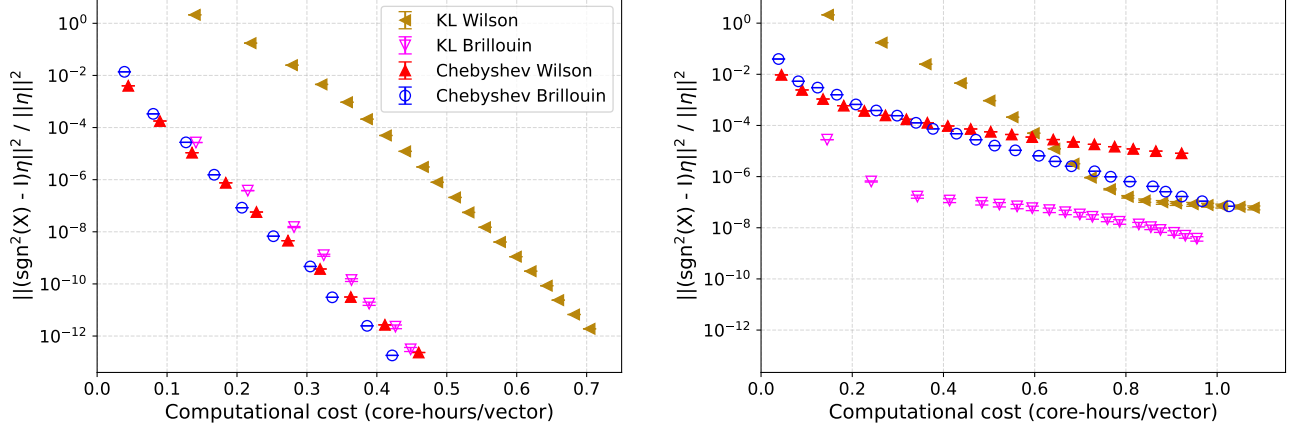 ||(sgn²(X) - I)η||² / ||η||²
10⁰
10⁻²
10⁻⁴
10⁻⁶
10⁻⁸
10⁻¹⁰
10⁻¹²
KL Wilson
KL Brillouin
Chebyshev Wilson
Chebyshev Brillouin
0.0 0.1 0.2 0.3 0.4 0.5 0.6 0.7
Computational cost (core-hours/vector)
||(sgn²(X) - I)η||² / ||η||²
10⁰
10⁻²
10⁻⁴
10⁻⁶
10⁻⁸
10⁻¹⁰
10⁻¹²
0.0 0.2 0.4 0.6 0.8 1.0
Computational cost (core-hours/vector)